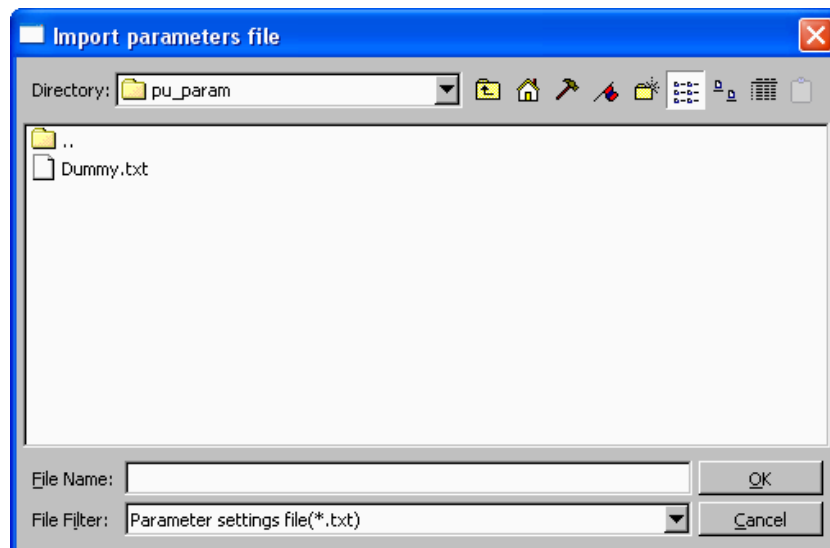 Import parameters file
Directory: pu_param
..
Dummy.txt
File Name: OK
File Filter: Parameter settings file(*.txt) Cancel